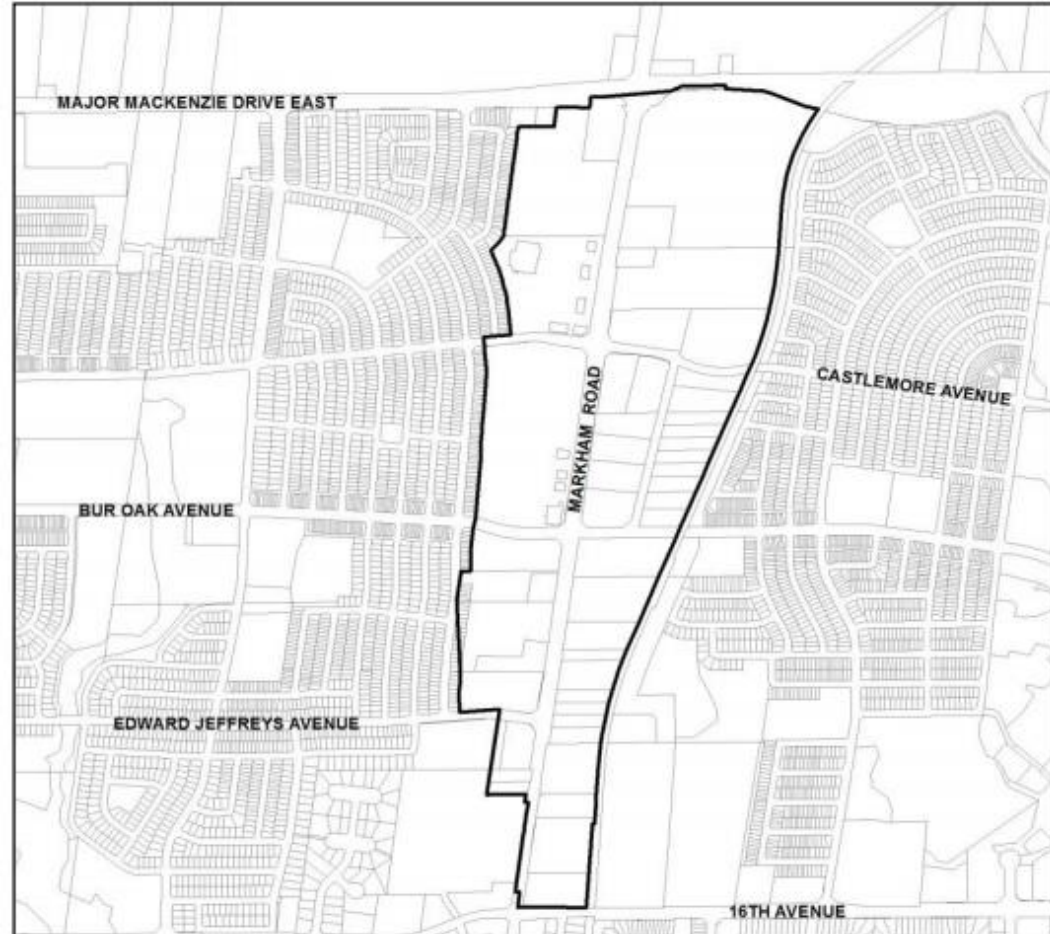 MAJOR MACKENZIE DRIVE EAST
CASTLEMORE AVENUE
MARKHAM ROAD
BUR OAK AVENUE
EDWARD JEFFREYS AVENUE
16TH AVENUE